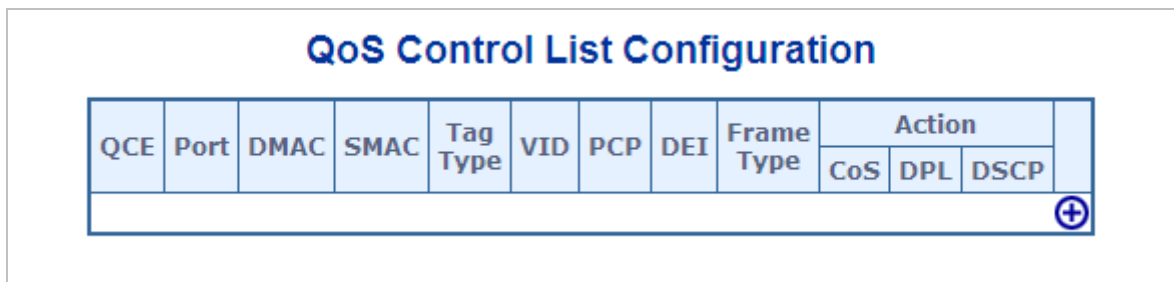 QoS Control List Configuration
QCE Port DMAC SMAC Tag Type VID PCP DEI Frame Type Action
CoS DPL DSCP